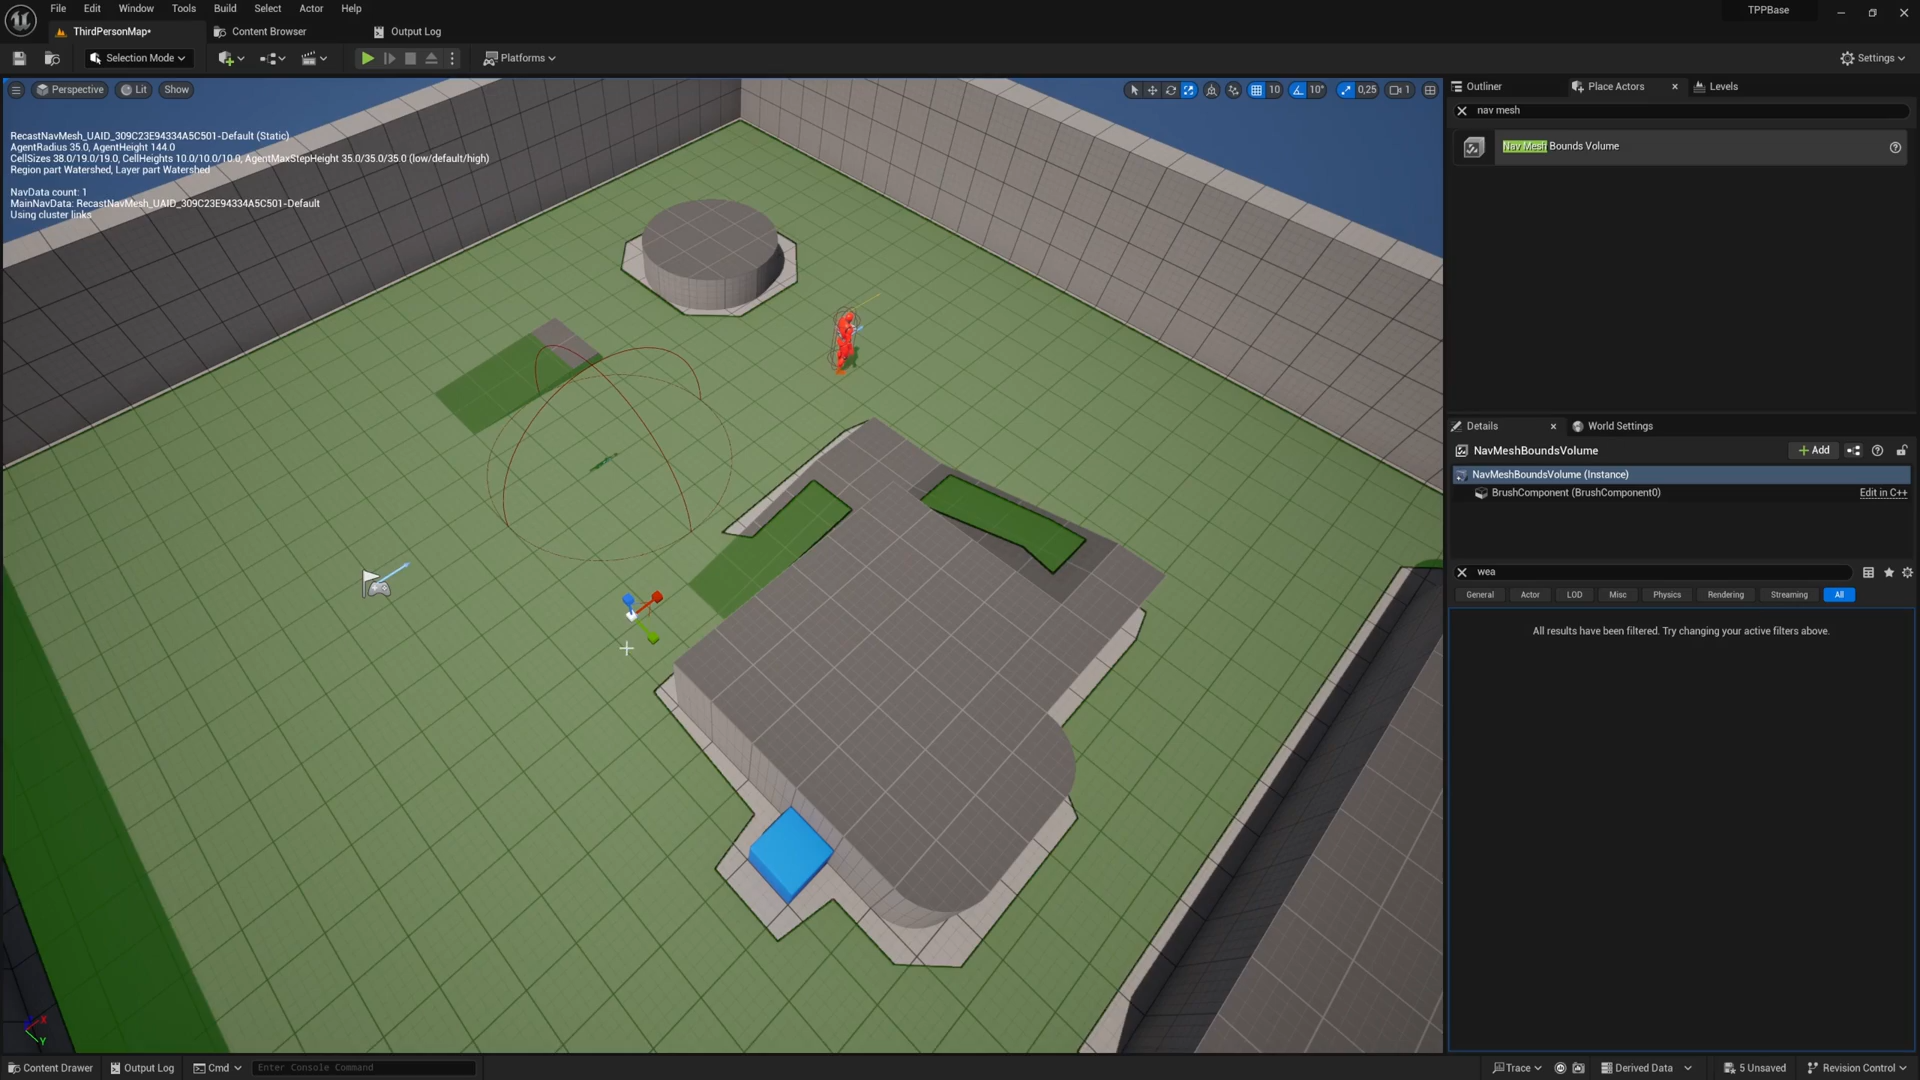 File Edit Window Tools Build Select Actor Help
TPPBase
ThirdPersonMap*
Content Browser
Output Log
Selection Mode
Platforms
Settings
Perspective
Lit
Show
10
10°
0,25
1
RecastNavMesh_UAID_309C23E94334A5C501-Default (Static)
AgentRadius 35.0, AgentHeight 144.0
CellSizes 38.0/19.0/19.0, CellHeights 10.0/10.0/10.0, AgentMaxStepHeight 35.0/35.0/35.0 (low/default/high)
Region part Watershed, Layer part Watershed
NavData count: 1
MainNavData: RecastNavMesh_UAID_309C23E94334A5C501-Default
Using cluster links
X
Y
Outliner
Place Actors
Levels
nav mesh
Nav Mesh Bounds Volume
Details
World Settings
NavMeshBoundsVolume
Add
NavMeshBoundsVolume (Instance)
BrushComponent (BrushComponent0)
Edit in C++
wea
General
Actor
LOD
Misc
Physics
Rendering
Streaming
All
All results have been filtered. Try changing your active filters above.
Content Drawer
Output Log
Cmd
Enter Console Command
Trace
Derived Data
5 Unsaved
Revision Control